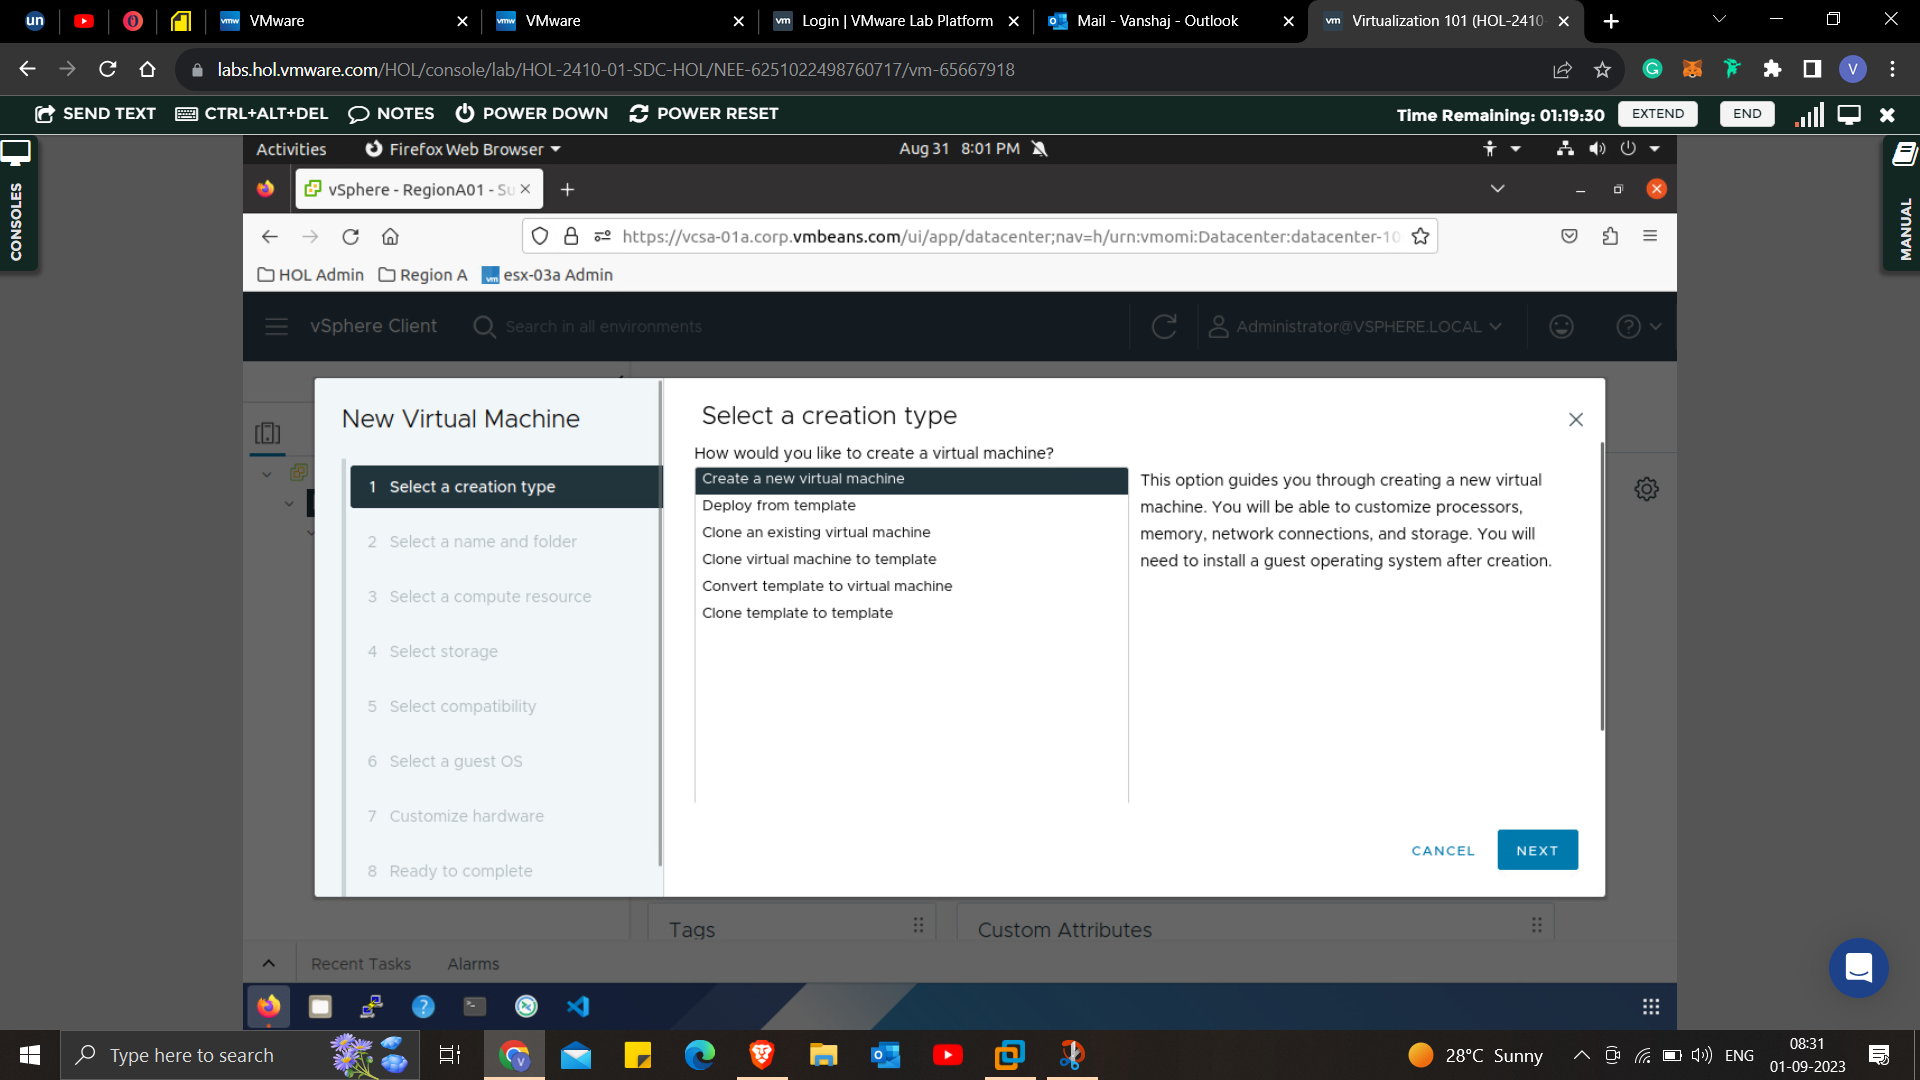 un
VMware
VMware
Login | VMware Lab Platform
Mail - Vanshaj - Outlook
Virtualization 101 (HOL-2410-
labs.hol.vmware.com/HOL/console/lab/HOL-2410-01-SDC-HOL/NEE-6251022498760717/vm-65667918
V
SEND TEXT
CTRL+ALT+DEL
NOTES
POWER DOWN
POWER RESET
Time Remaining: 01:19:30
EXTEND
END
CONSOLES
MANUAL
Activities
Firefox Web Browser
Aug 31 8:01 PM
vSphere - RegionA01 - Su
https://vcsa-01a.corp.vmbeans.com/ui/app/datacenter;nav=h/urn:vmomi:Datacenter:datacenter-10
HOL Admin
Region A
esx-03a Admin
vSphere Client
Search in all environments
Administrator@VSPHERE.LOCAL
New Virtual Machine
1 Select a creation type
2 Select a name and folder
3 Select a compute resource
4 Select storage
5 Select compatibility
6 Select a guest OS
7 Customize hardware
8 Ready to complete
Select a creation type
How would you like to create a virtual machine?
Create a new virtual machine
Deploy from template
Clone an existing virtual machine
Clone virtual machine to template
Convert template to virtual machine
Clone template to template
This option guides you through creating a new virtual
machine. You will be able to customize processors,
memory, network connections, and storage. You will
need to install a guest operating system after creation.
CANCEL
NEXT
Tags
Custom Attributes
Recent Tasks
Alarms
Type here to search
28°C Sunny
ENG
08:31
01-09-2023